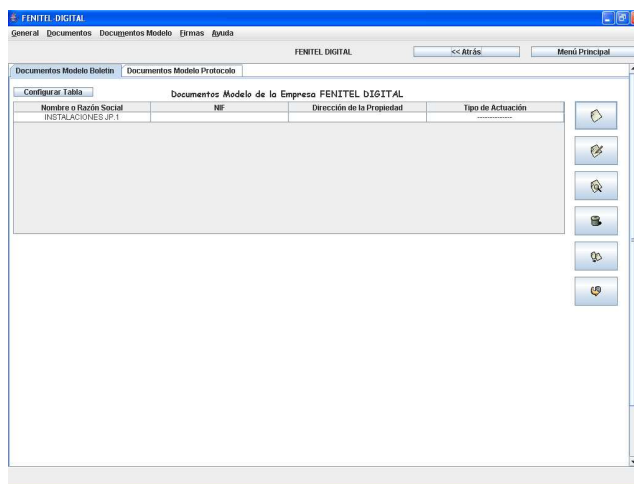 FENITEL-DIGITAL
General Documentos Documentos Modelo Firmas Ayuda
FENITEL DIGITAL << Atrás Menú Principal
Documentos Modelo Boletín Documentos Modelo Protocolo
Configurar Tabla Documentos Modelo de la Empresa FENITEL DIGITAL
Nombre o Razón Social NIF Dirección de la Propiedad Tipo de Actuación
INSTALACIONES JP.1 --------------